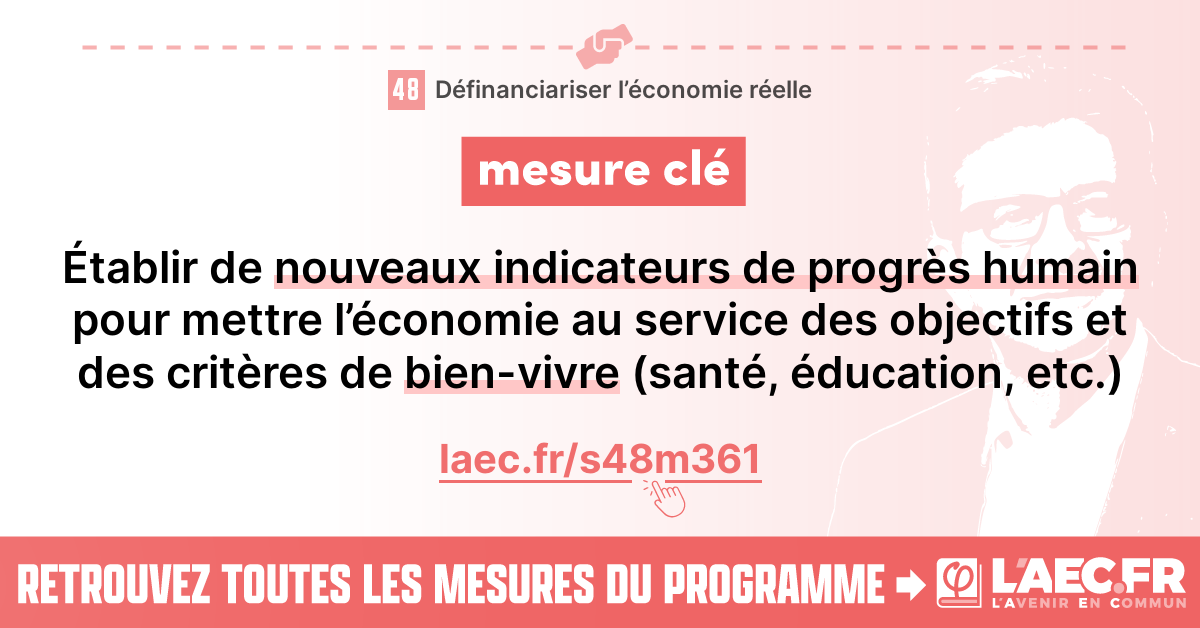 48 Définanciariser l’économie réelle
mesure clé
Établir de nouveaux indicateurs de progrès humain
pour mettre l’économie au service des objectifs et
des critères de bien-vivre (santé, éducation, etc.)
laec.fr/s48m361
RETROUVEZ TOUTES LES MESURES DU PROGRAMME
φ L’AEC.FR
L’AVENIR EN COMMUN